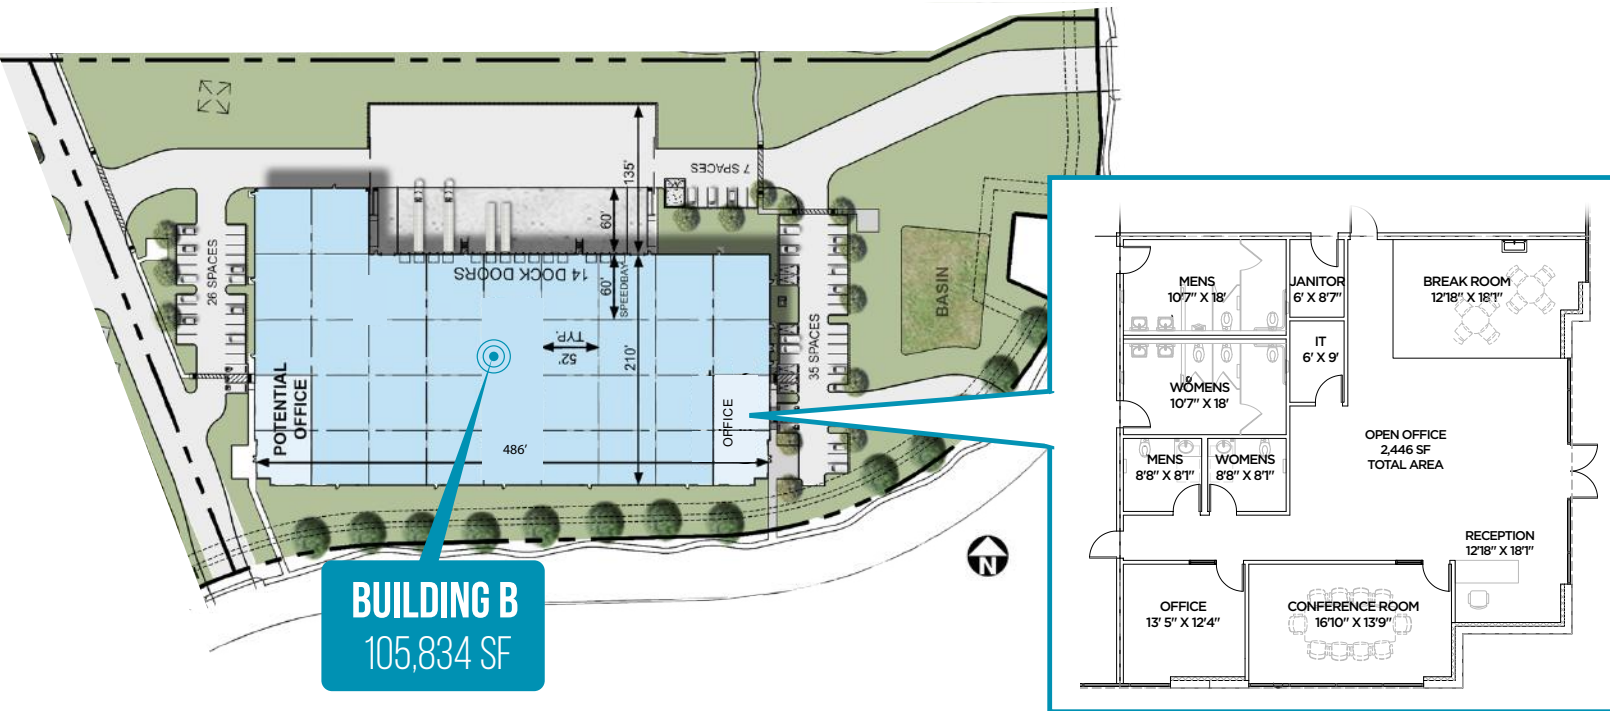 7 SPACES
135'
60'
26 SPACES
14 DOCK DOORS
60'
SPEEDBAY
52'
TYP.
210'
35 SPACES
BASIN
POTENTIAL
OFFICE
OFFICE
486'
N
BUILDING B
105,834 SF
MENS
10'7" X 18'
JANITOR
6' X 8'7"
BREAK ROOM
12'18" X 18'1"
IT
6' X 9'
WOMENS
10'7" X 18'
OPEN OFFICE
2,446 SF
TOTAL AREA
MENS
8'8" X 8'1"
WOMENS
8'8" X 8'1"
RECEPTION
12'18" X 18'1"
OFFICE
13' 5" X 12'4"
CONFERENCE ROOM
16'10" X 13'9"